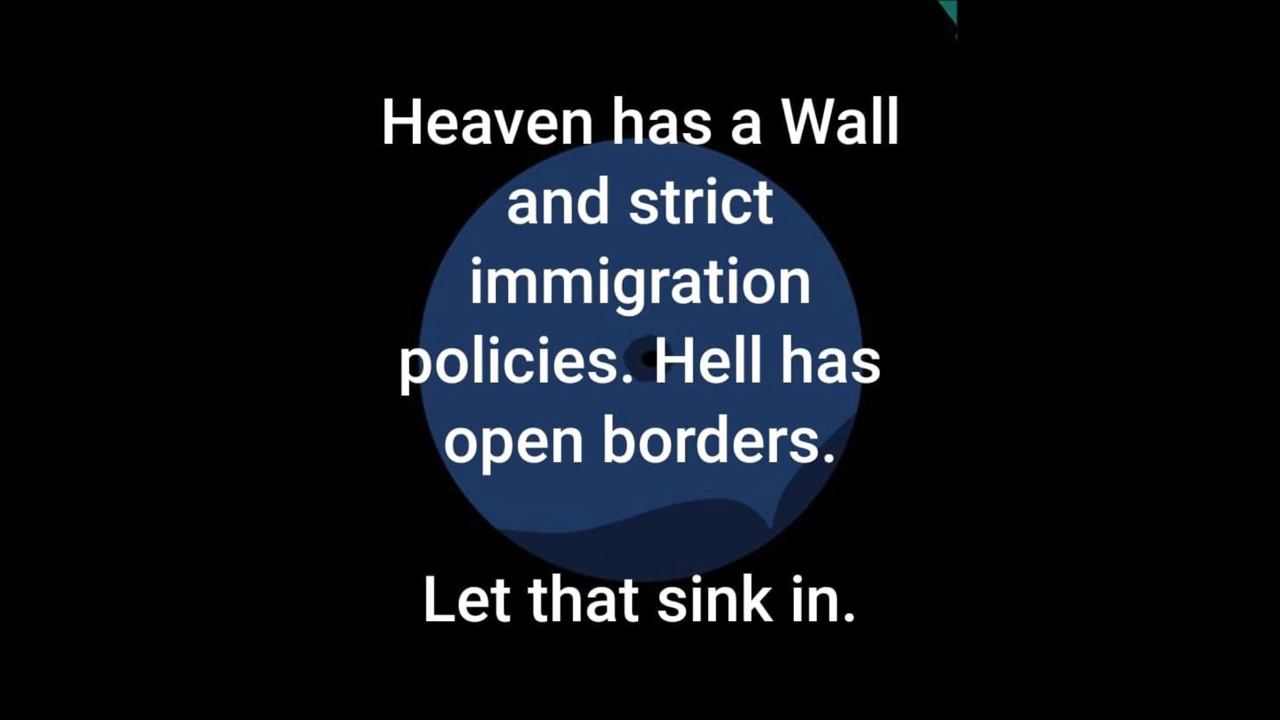 Heaven has a Wall
and strict
immigration
policies. Hell has
open borders.
Let that sink in.